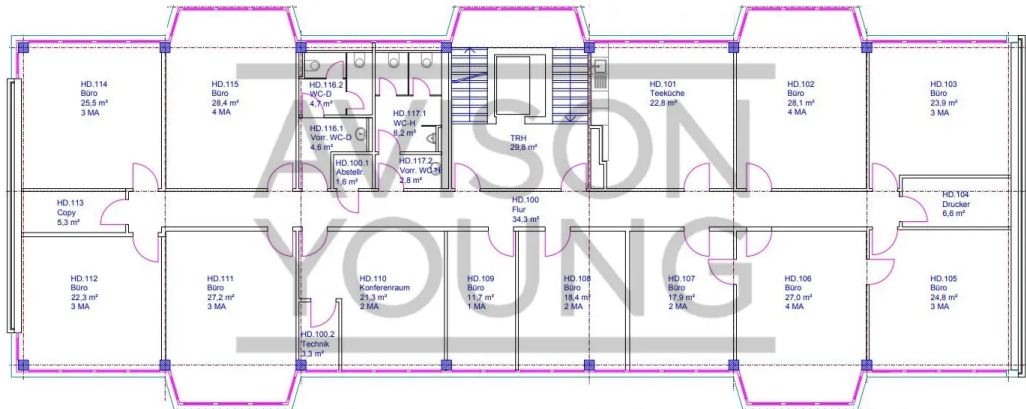 HD.114
Büro
25,5 m²
3 MA
HD.115
Büro
28,4 m²
4 MA
HD.116.2
WC-D
4,7 m²
HD.116.1
Vorr. WC-D
4,6 m²
HD.117.1
WC-H
8,2 m²
HD.117.2
Vorr. WC-H
2,8 m²
HD.100.1
Abstellr.
1,6 m²
TRH
29,8 m²
HD.101
Teeküche
22,8 m²
HD.102
Büro
28,1 m²
4 MA
HD.103
Büro
23,9 m²
3 MA
HD.113
Copy
5,3 m²
HD.100
Flur
34,3 m²
HD.104
Drucker
6,6 m²
HD.112
Büro
22,3 m²
3 MA
HD.111
Büro
27,2 m²
3 MA
HD.110
Konferenraum
21,3 m²
2 MA
HD.100.2
Technik
3,3 m²
HD.109
Büro
11,7 m²
1 MA
HD.108
Büro
18,4 m²
2 MA
HD.107
Büro
17,9 m²
2 MA
HD.106
Büro
27,0 m²
4 MA
HD.105
Büro
24,8 m²
3 MA
AVISON
YOUNG